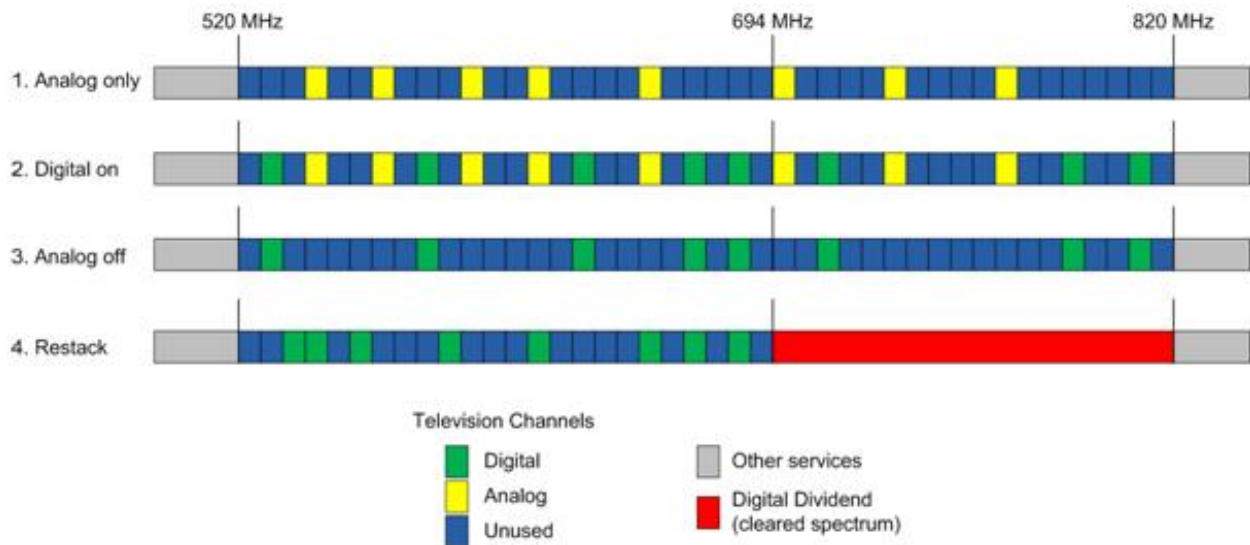 520 MHz 694 MHz 820 MHz
1. Analog only
2. Digital on
3. Analog off
4. Restack
Television Channels
Digital
Analog
Unused
Other services
Digital Dividend
(cleared spectrum)